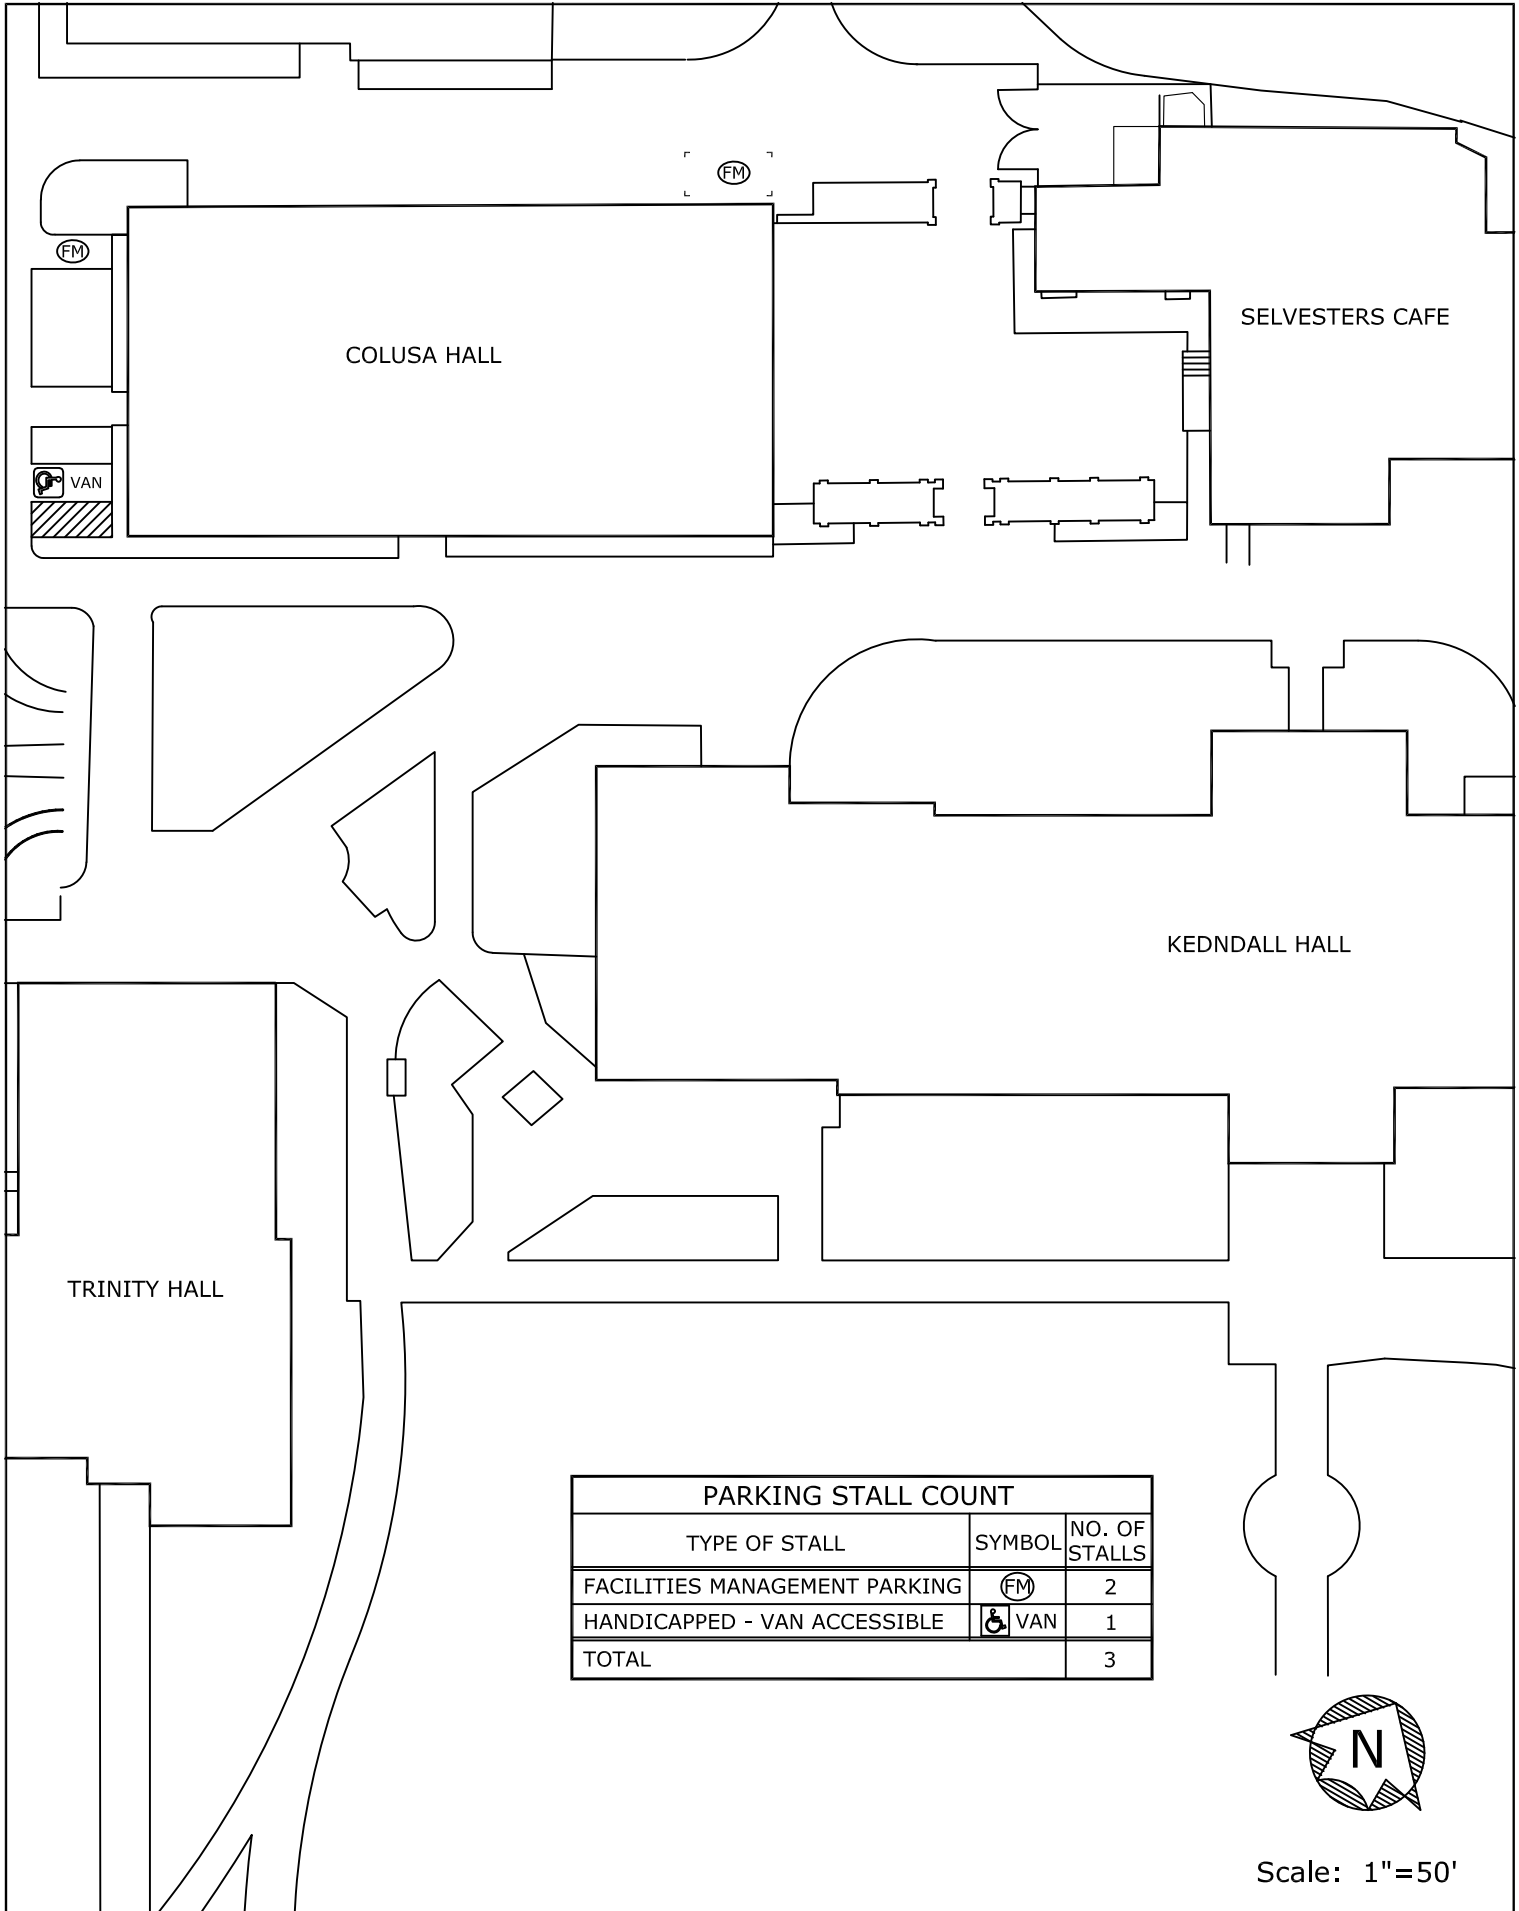 FM
FM
SELVESTERS CAFE
COLUSA HALL
VAN
KEDNDALL HALL
TRINITY HALL
PARKING STALL COUNT
TYPE OF STALL SYMBOL NO. OF STALLS
FACILITIES MANAGEMENT PARKING FM 2
HANDICAPPED - VAN ACCESSIBLE VAN 1
TOTAL 3
N
Scale: 1"=50'